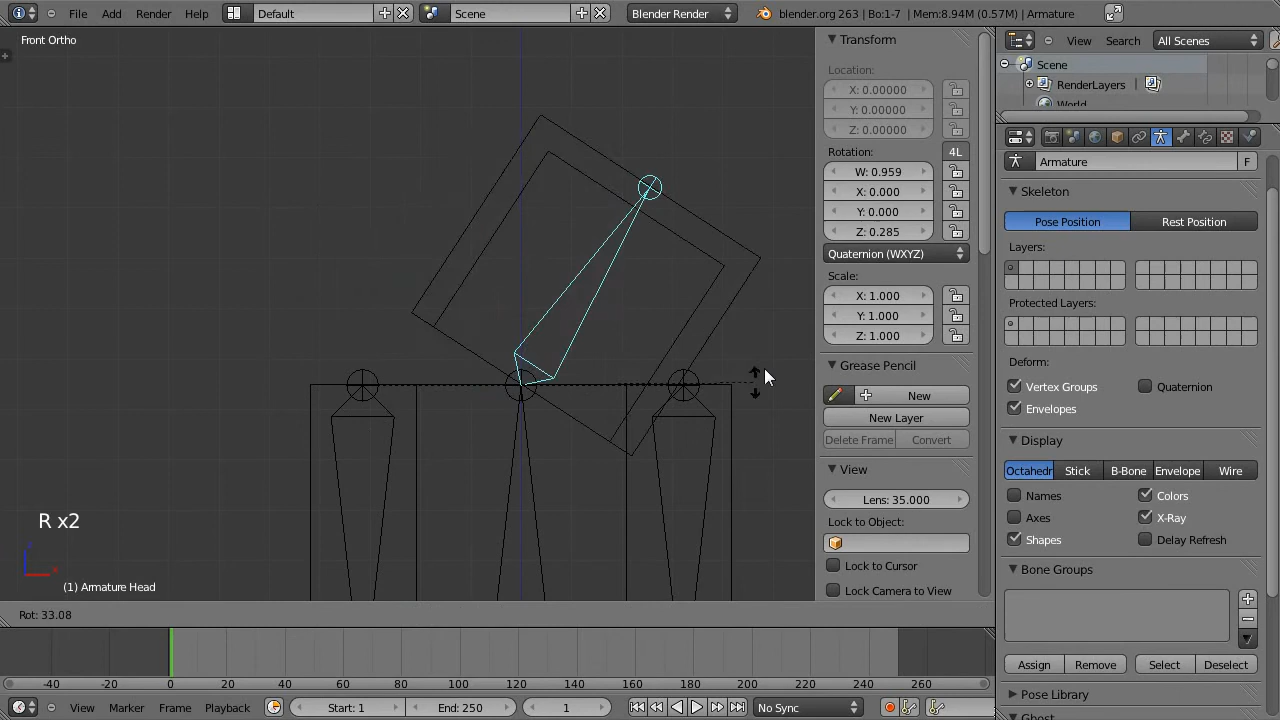 File Add Render Help Default Scene Blender Render blender.org 263 | Bo:1-7 | Mem:8.94M (0.57M) | Armature
Front Ortho
R x2
(1) Armature Head
Rot: 33.08
Transform
Location:
X: 0.00000
Y: 0.00000
Z: 0.00000
Rotation: 4L
W: 0.959
X: 0.000
Y: 0.000
Z: 0.285
Quaternion (WXYZ)
Scale:
X: 1.000
Y: 1.000
Z: 1.000
Grease Pencil
New
New Layer
Delete Frame Convert
View
Lens: 35.000
Lock to Object:
Lock to Cursor
Lock Camera to View
View Search All Scenes
Scene
RenderLayers |
World
Armature F
Skeleton
Pose Position Rest Position
Layers:
Protected Layers:
Deform:
Vertex Groups Quaternion
Envelopes
Display
Octahedr Stick B-Bone Envelope Wire
Names Colors
Axes X-Ray
Shapes Delay Refresh
Bone Groups
Assign Remove Select Deselect
Pose Library
Ghost
-40 -20 0 20 40 60 80 100 120 140 160 180 200 220 240 260
View Marker Frame Playback Start: 1 End: 250 1 No Sync